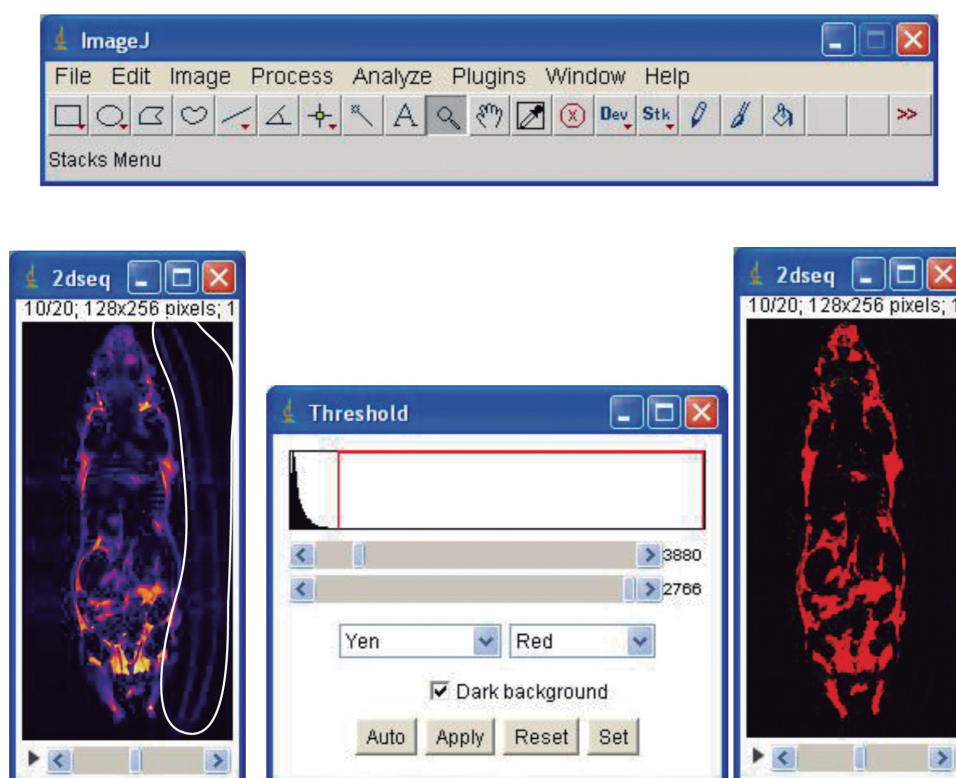 ImageJ
File Edit Image Process Analyze Plugins Window Help
A Dev Stk >>
Stacks Menu
2dseq
10/20; 128x256 pixels; 1
Threshold
3880
2766
Yen Red
Dark background
Auto Apply Reset Set
2dseq
10/20; 128x256 pixels; 1